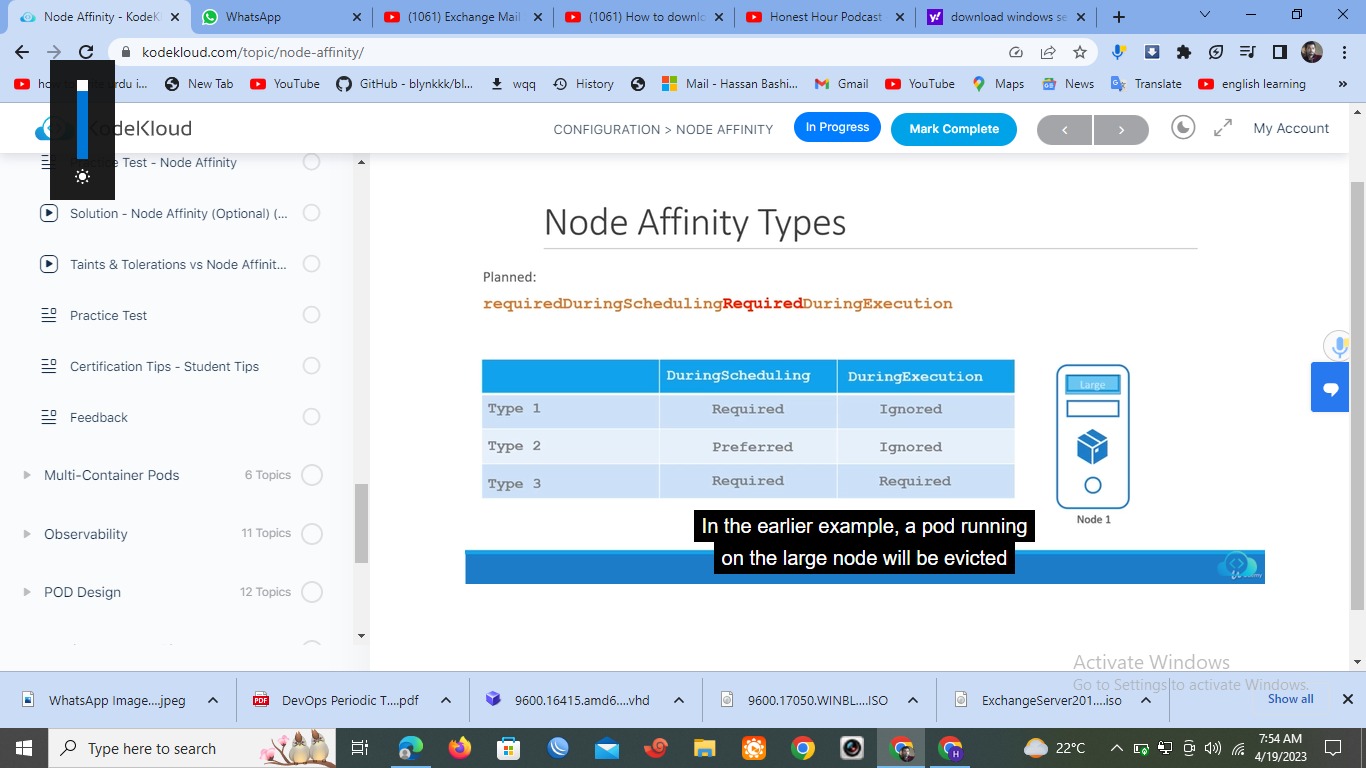 Node Affinity - KodeKl
WhatsApp
(1061) Exchange Mail
(1061) How to downlo
Honest Hour Podcast
download windows se
kodekloud.com/topic/node-affinity/
urdu i...
New Tab
YouTube
GitHub - blynkkk/bl...
wqq
History
Mail - Hassan Bashi...
Gmail
YouTube
Maps
News
Translate
english learning
KodeKloud
CONFIGURATION > NODE AFFINITY
In Progress
Mark Complete
My Account
Practice Test - Node Affinity
Solution - Node Affinity (Optional) (...
Taints & Tolerations vs Node Affinit...
Practice Test
Certification Tips - Student Tips
Feedback
Multi-Container Pods
6 Topics
Observability
11 Topics
POD Design
12 Topics
Node Affinity Types
Planned:
requiredDuringSchedulingRequiredDuringExecution
DuringScheduling DuringExecution
Type 1 Required Ignored
Type 2 Preferred Ignored
Type 3 Required Required
Large
Node 1
In the earlier example, a pod running
on the large node will be evicted
Activate Windows
Go to Settings to activate Windows.
WhatsApp Image....jpeg
DevOps Periodic T....pdf
9600.16415.amd6....vhd
9600.17050.WINBL....ISO
ExchangeServer201....iso
Show all
Type here to search
22°C
7:54 AM
4/19/2023